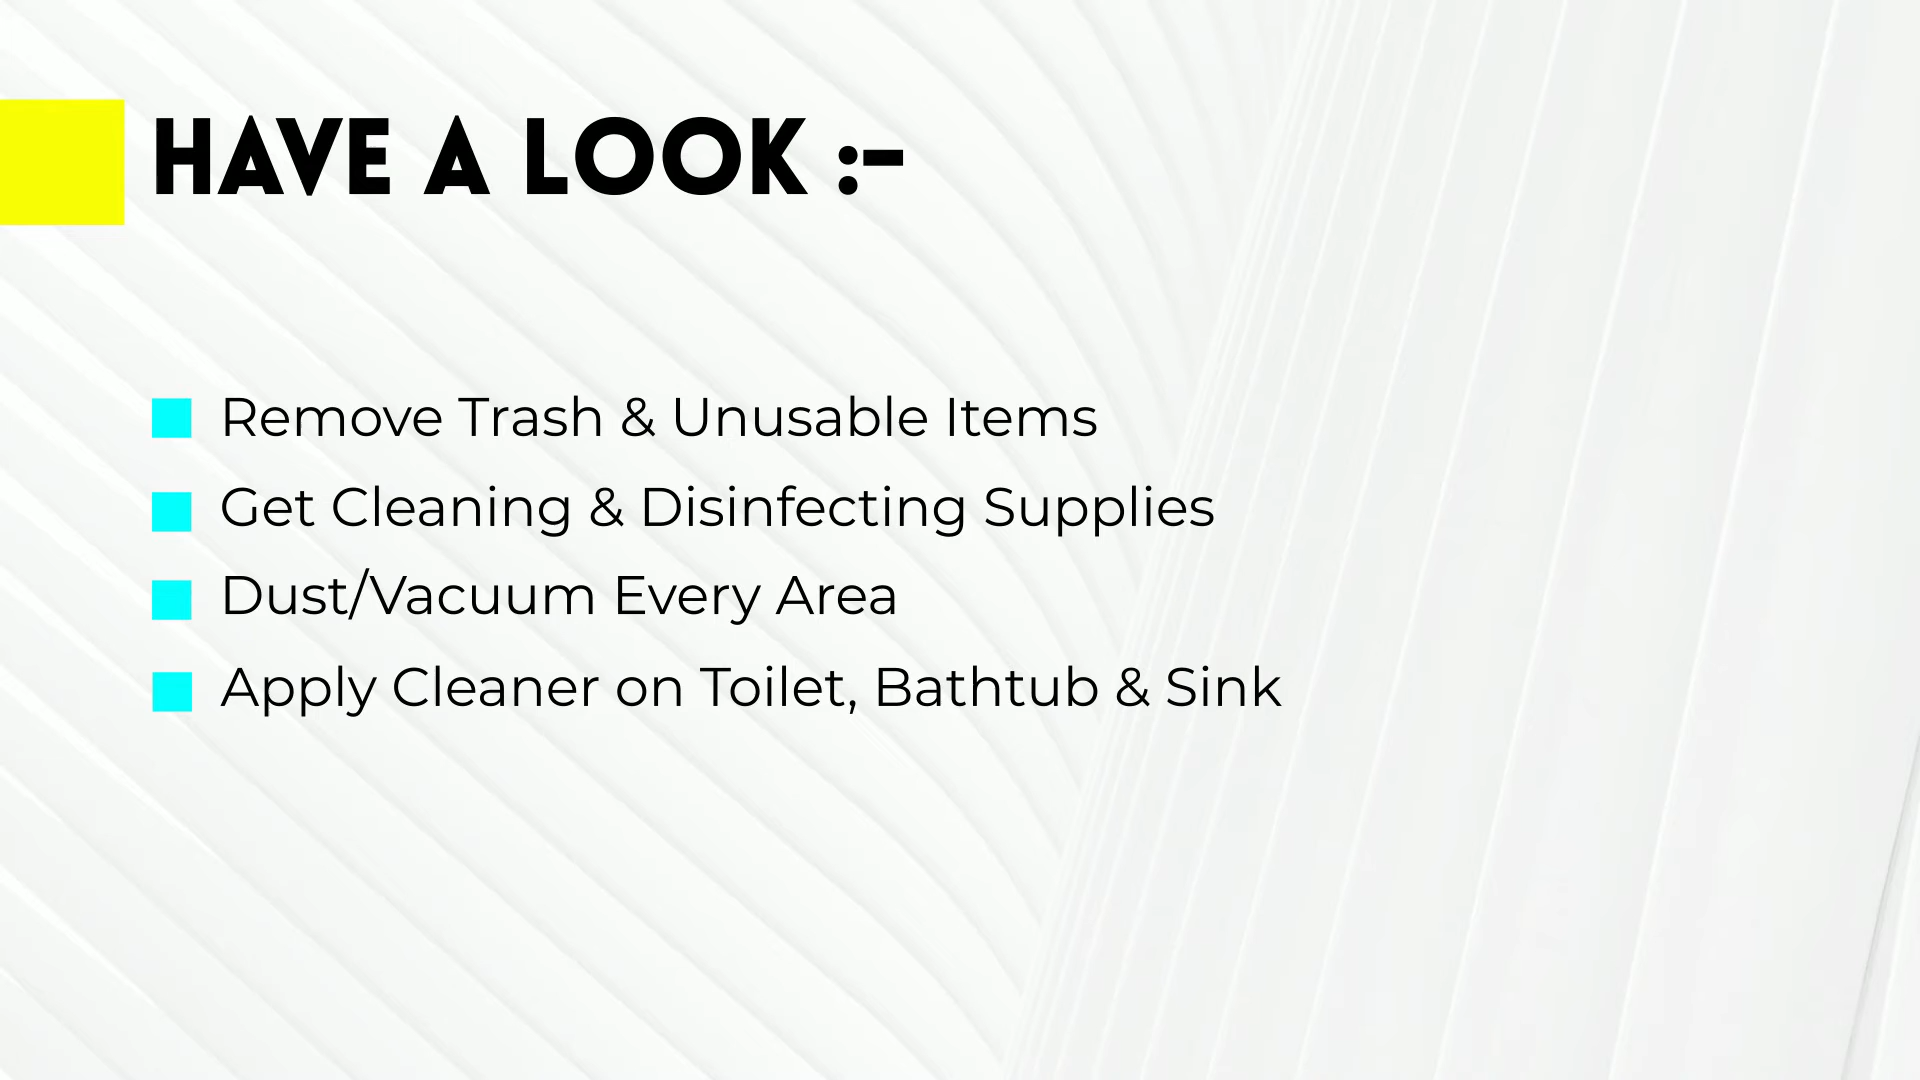 HAVE A LOOK :-
Remove Trash & Unusable Items
Get Cleaning & Disinfecting Supplies
Dust/Vacuum Every Area
Apply Cleaner on Toilet, Bathtub & Sink